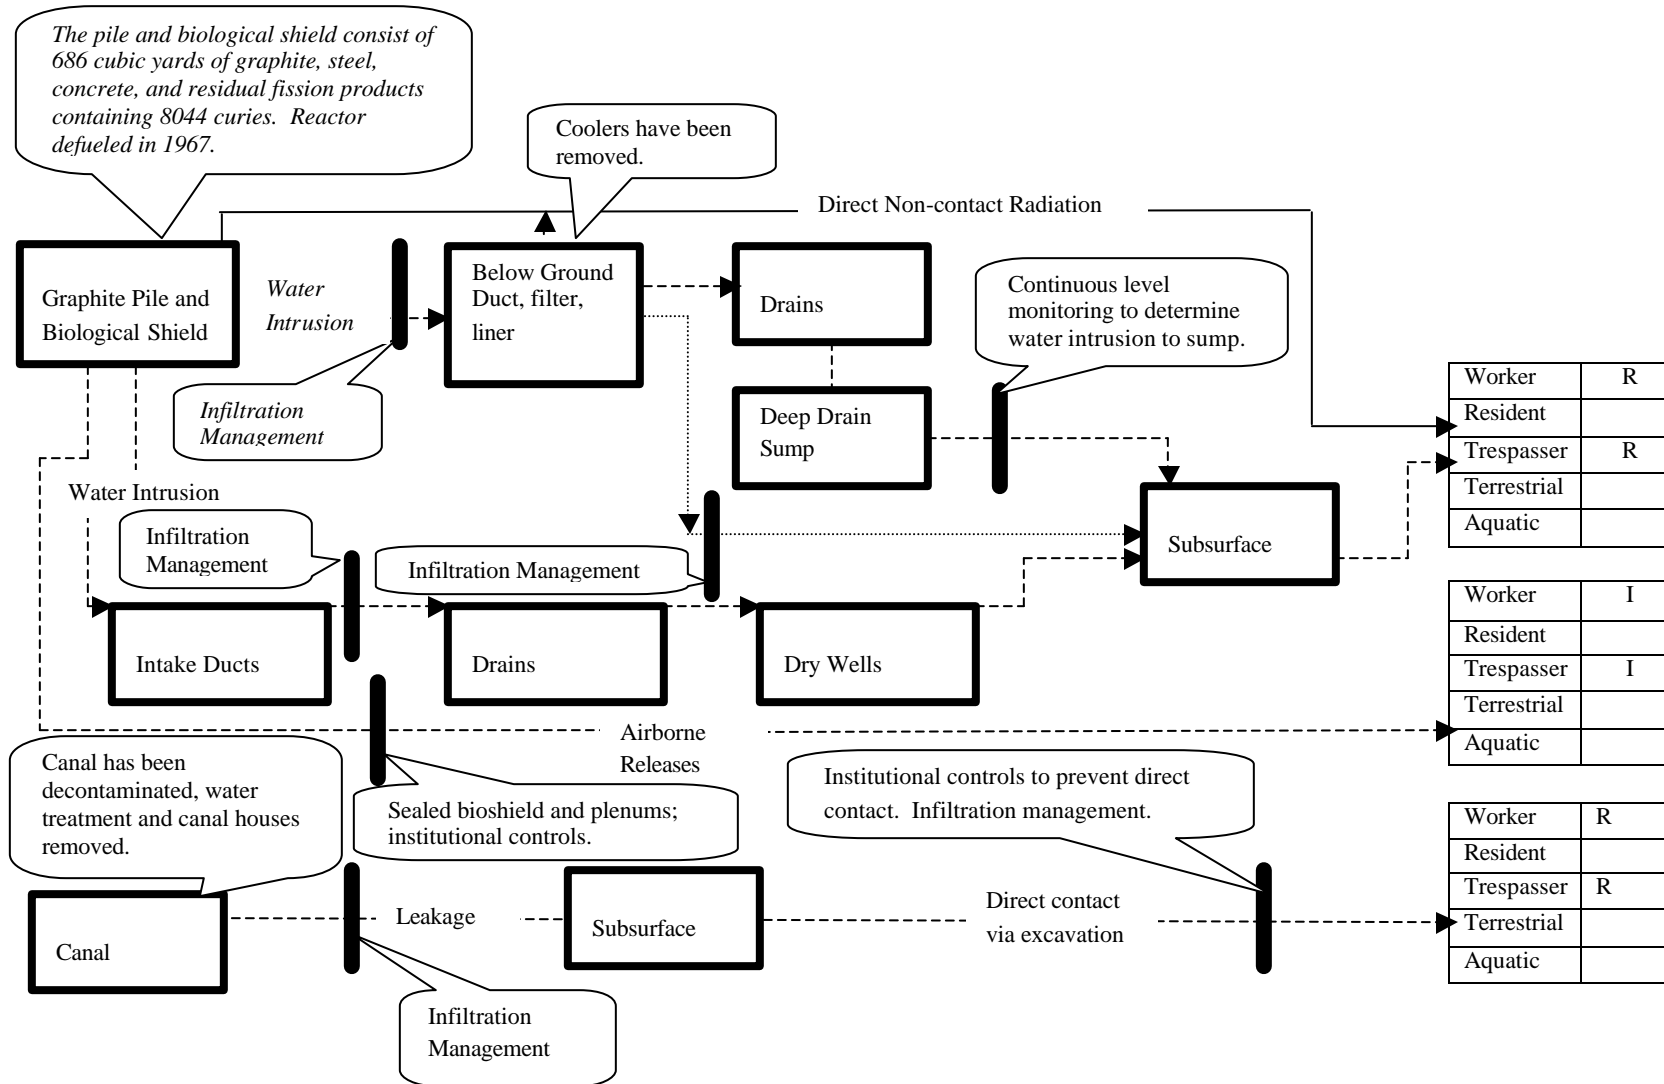 The pile and biological shield consist of
686 cubic yards of graphite, steel,
concrete, and residual fission products
containing 8044 curies.  Reactor
defueled in 1967.
Coolers have been
removed.
Direct Non-contact Radiation
Graphite Pile and
Biological Shield
Water
Intrusion
Below Ground
Duct, filter,
liner
Drains
Continuous level
monitoring to determine
water intrusion to sump.
Infiltration
Management
Deep Drain
Sump
Worker R
Resident
Trespasser R
Terrestrial
Aquatic
Water Intrusion
Infiltration
Management
Infiltration Management
Subsurface
Intake Ducts
Drains
Dry Wells
Worker I
Resident
Trespasser I
Terrestrial
Aquatic
Airborne
Releases
Canal has been
decontaminated, water
treatment and canal houses
removed.
Sealed bioshield and plenums;
institutional controls.
Institutional controls to prevent direct
contact.  Infiltration management.
Worker R
Resident
Trespasser R
Terrestrial
Aquatic
Canal
Leakage
Subsurface
Direct contact
via excavation
Infiltration
Management